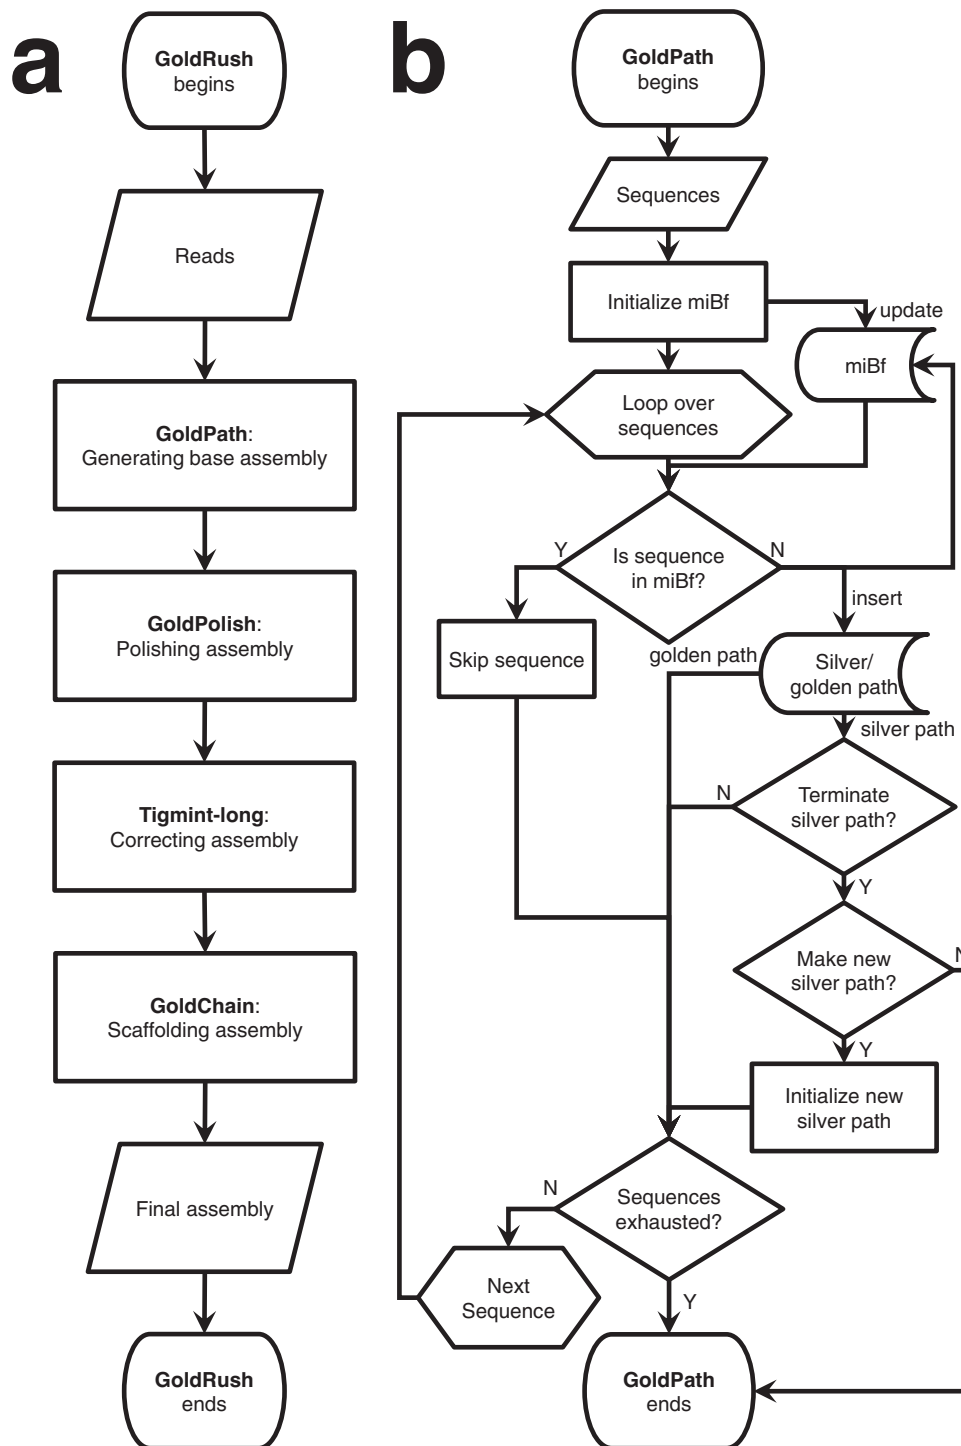 a
GoldRush
begins
Reads
GoldPath:
Generating base assembly
GoldPolish:
Polishing assembly
Tigmint-long:
Correcting assembly
GoldChain:
Scaffolding assembly
Final assembly
GoldRush
ends
b
GoldPath
begins
Sequences
Initialize miBf
update
miBf
Loop over
sequences
Is sequence
in miBf?
Y
N
insert
Skip sequence
golden path
Silver/
golden path
silver path
Terminate
silver path?
N
Y
Make new
silver path?
N
Y
Initialize new
silver path
Sequences
exhausted?
N
Y
Next
Sequence
GoldPath
ends